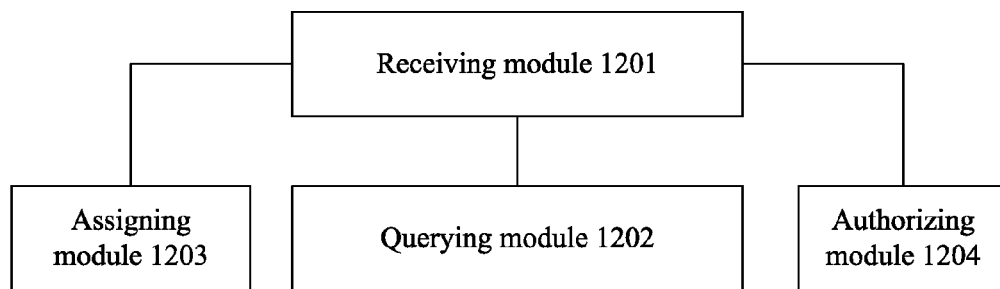 Receiving module 1201
Assigning
module 1203
Querying module 1202
Authorizing
module 1204